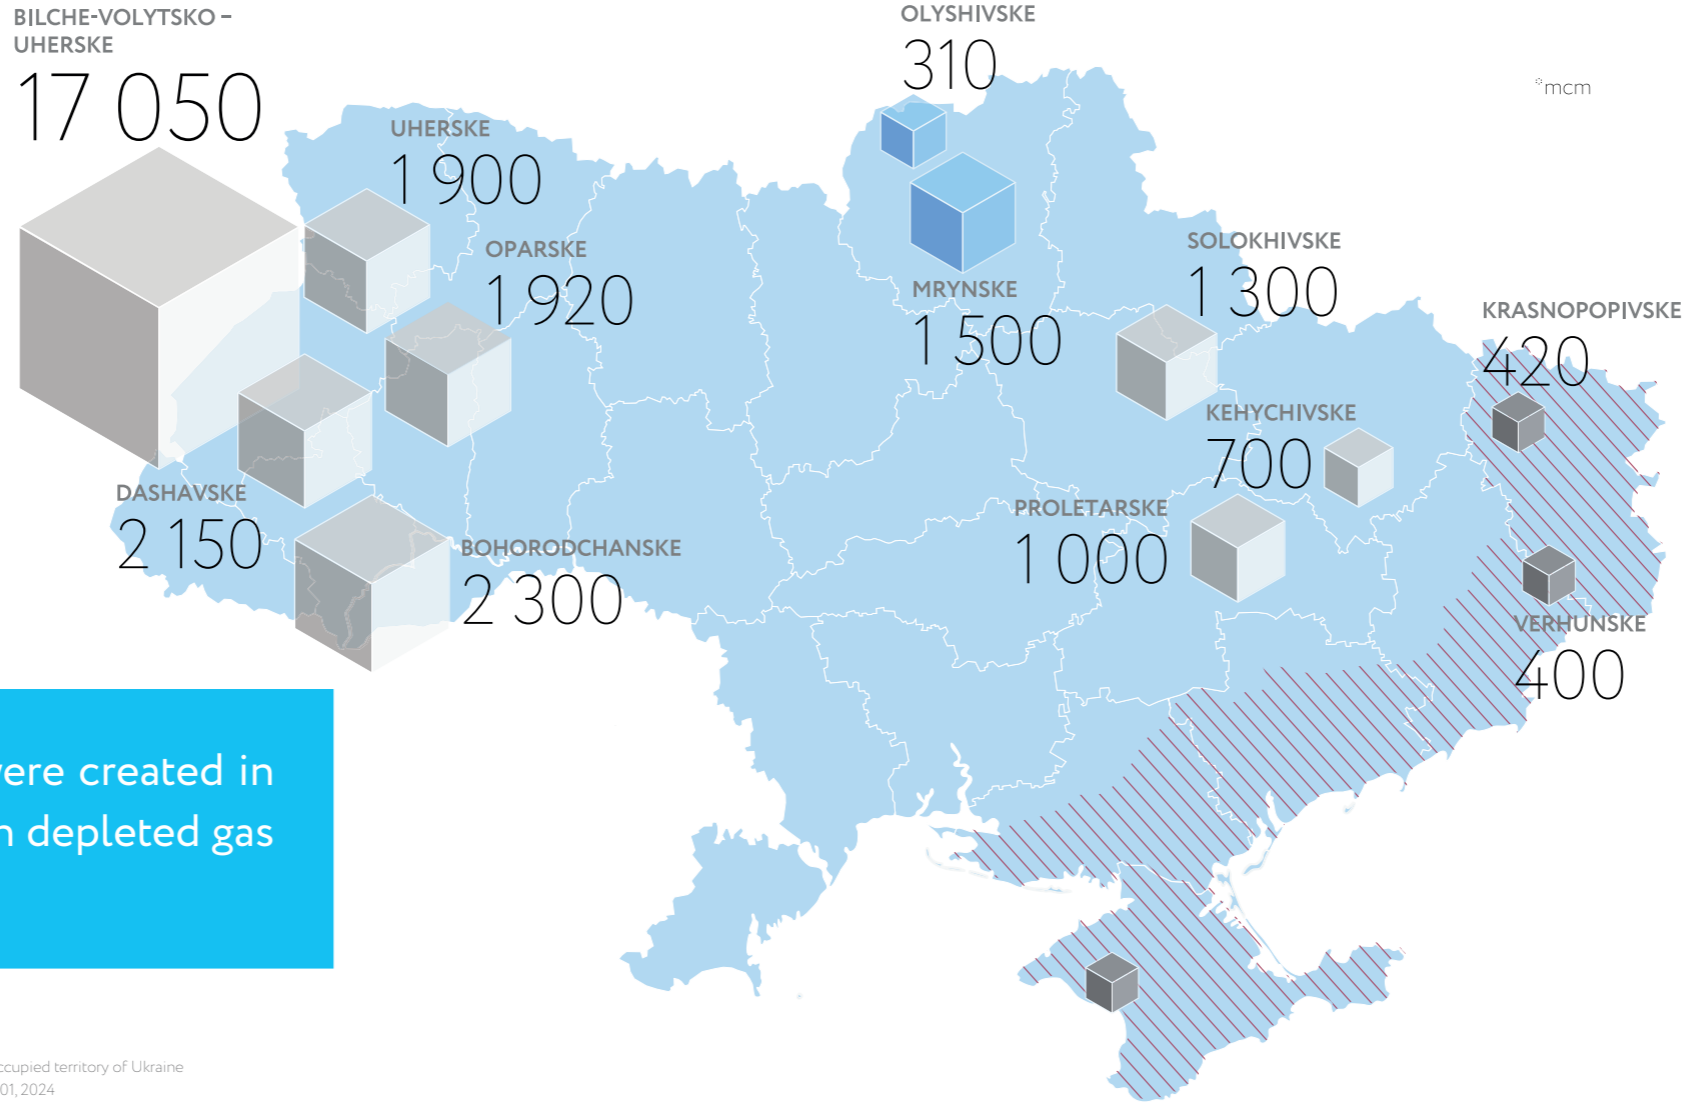 BILCHE-VOLYTSKO –
UHERSKE
17 050
OLYSHIVSKE
310
°mcm
UHERSKE
1 900
OPARSKE
1 920
SOLOKHIVSKE
1 300
MRYNSKE
1 500
KRASNOPOPIVSKE
420
KEHYCHIVSKE
700
DASHAVSKE
2 150
PROLETARSKE
1 000
BOHORODCHANSKE
2 300
VERHUNSKE
400
were created in
depleted gas
occupied territory of Ukraine
01, 2024